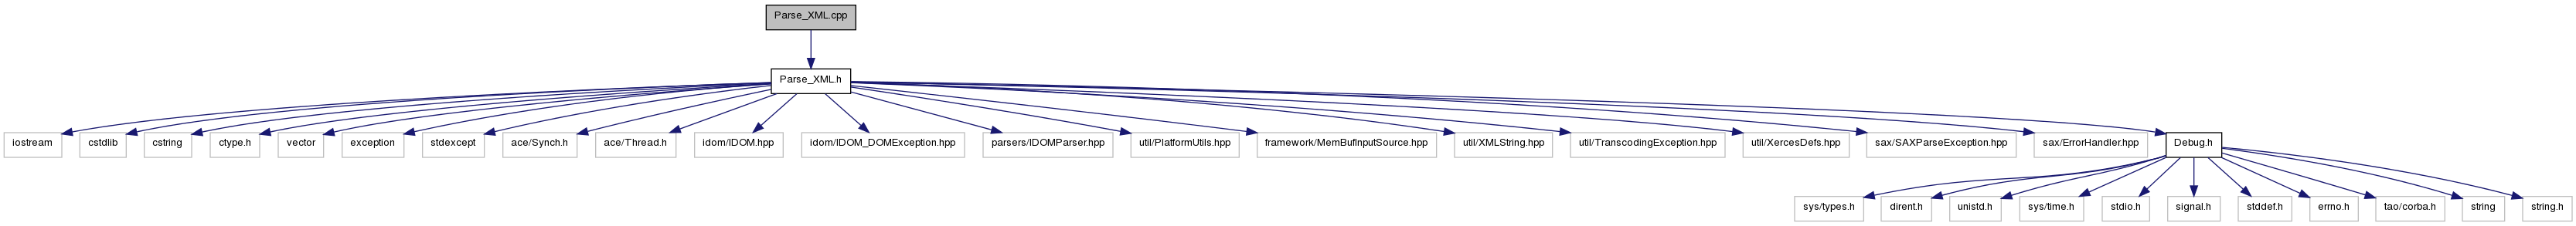 Parse_XML.cpp
Parse_XML.h
iostream
cstdlib
cstring
ctype.h
vector
exception
stdexcept
ace/Synch.h
ace/Thread.h
idom/IDOM.hpp
idom/IDOM_DOMException.hpp
parsers/IDOMParser.hpp
util/PlatformUtils.hpp
framework/MemBufInputSource.hpp
util/XMLString.hpp
util/TranscodingException.hpp
util/XercesDefs.hpp
sax/SAXParseException.hpp
sax/ErrorHandler.hpp
Debug.h
sys/types.h
dirent.h
unistd.h
sys/time.h
stdio.h
signal.h
stddef.h
errno.h
tao/corba.h
string
string.h